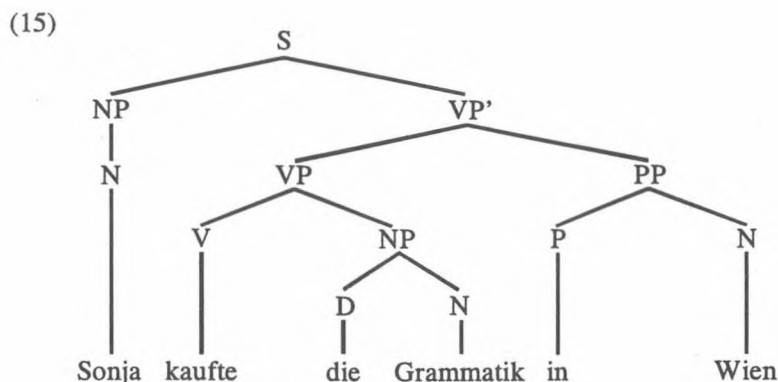 (15)
S
NP VP’
N VP PP
V NP P N
D N
Sonja kaufte die Grammatik in Wien